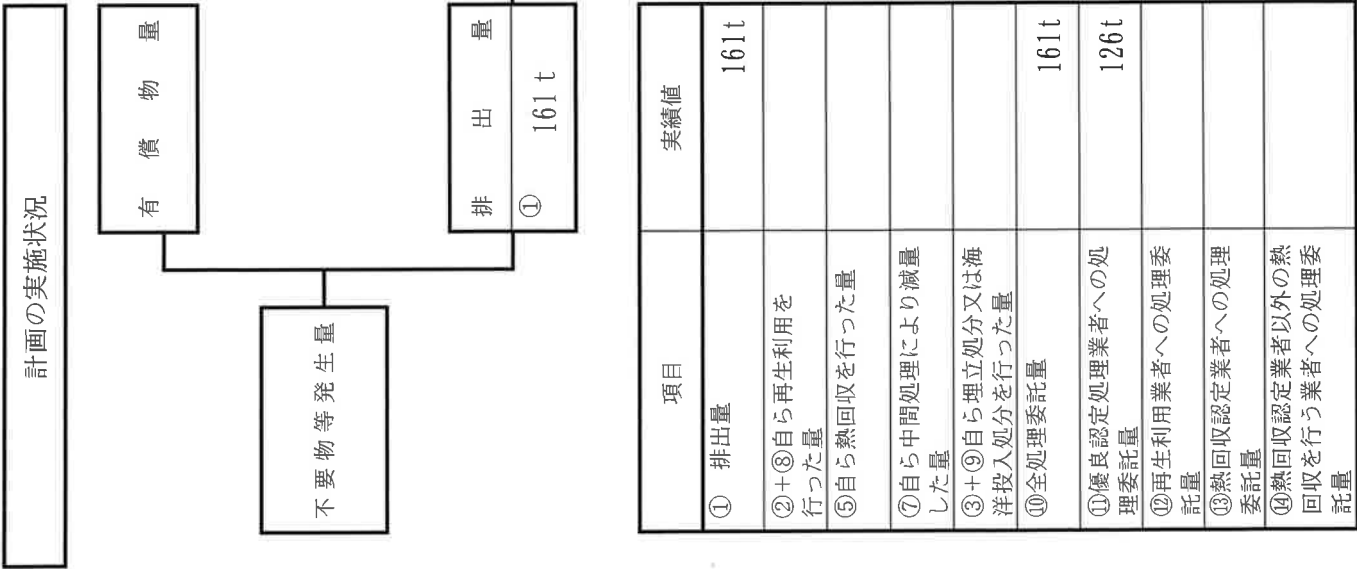 計画の実施状況
有償物量
不要物等発生量
排出量
① 161t
項目 実績値
① 排出量 161t
②+⑧自ら再生利用を
行った量
⑤自ら熱回収を行った量
⑦自ら中間処理により減量
した量
③+⑨自ら埋立処分又は海
洋投入処分を行った量
⑩全処理委託量 161t
⑪優良認定処理業者への処
理委託量 126t
⑫再生利用業者への処理委
託量
⑬熱回収認定業者への処理
委託量
⑭熱回収認定業者以外の熱
回収を行う業者への処理委
託量